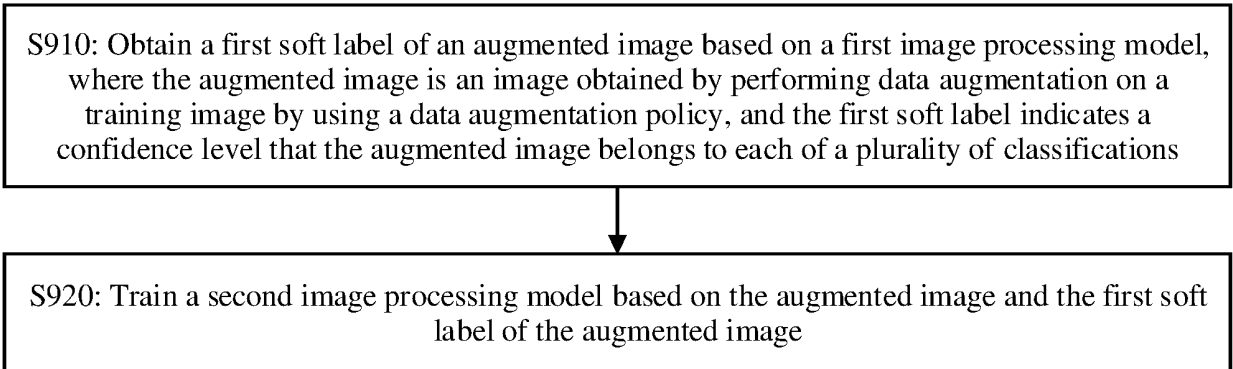 S910: Obtain a first soft label of an augmented image based on a first image processing model,
where the augmented image is an image obtained by performing data augmentation on a
training image by using a data augmentation policy, and the first soft label indicates a
confidence level that the augmented image belongs to each of a plurality of classifications
S920: Train a second image processing model based on the augmented image and the first soft
label of the augmented image